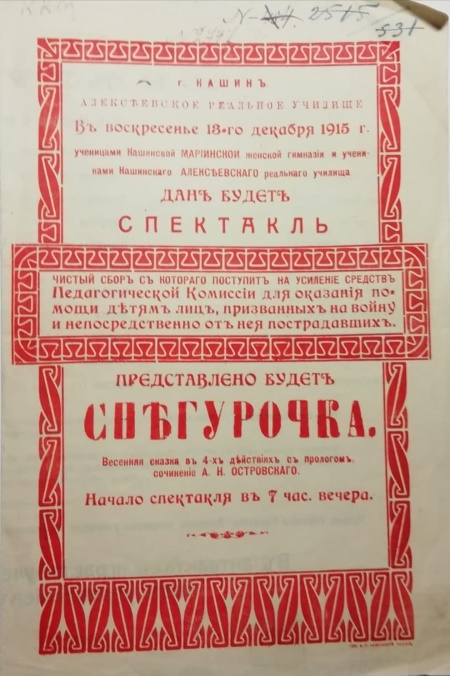 2515
531
г. КАШИНЪ.
АЛЕКСѢЕВСКОЕ РЕАЛЬНОЕ УЧИЛИЩЕ
Въ воскресенье 13-го декабря 1915 г.
ученицами Кашинской МАРІИНСКОЙ женской гимназіи и учени-
ками Кашинскаго АЛЕКСѢЕВСКАГО реальнаго училища
ДАНЪ БУДЕТЪ
СПЕКТАКЛЬ
ЧИСТЫЙ СБОРЪ СЪ КОТОРАГО ПОСТУПИТЪ НА УСИЛЕНІЕ СРЕДСТВЪ
Педагогической Комиссіи для оказанія по-
мощи дѣтямъ лицъ, призванныхъ на войну
и непосредственно отъ нея пострадавшихъ.
ПРЕДСТАВЛЕНО БУДЕТЪ
СНѢГУРОЧКА.
Весенняя сказка въ 4-хъ дѣйствіяхъ съ прологомъ,
сочиненіе А. Н. ОСТРОВСКАГО.
Начало спектакля въ 7 час. вечера.